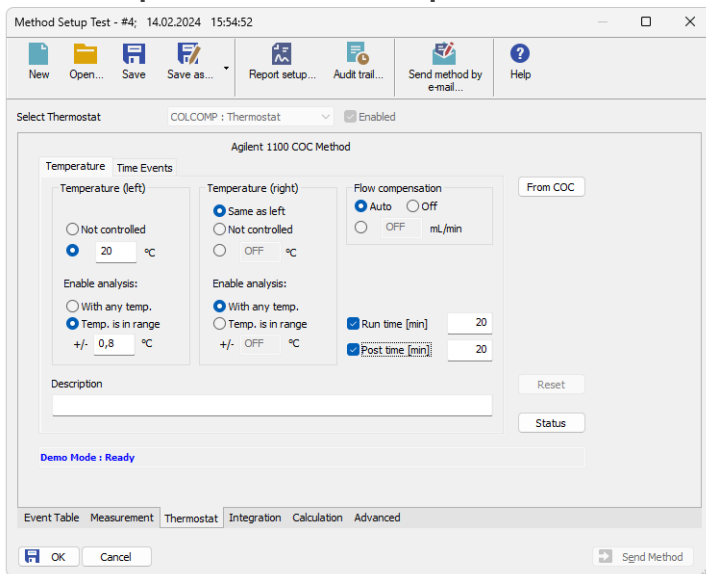 Method Setup Test - #4; 14.02.2024 15:54:52
New Open... Save Save as... Report setup... Audit trail... Send method by e-mail... Help
Select Thermostat COLCOMP : Thermostat Enabled
Agilent 1100 COC Method
Temperature Time Events
Temperature (left) Temperature (right) Flow compensation From COC
Same as left Auto Off
Not controlled Not controlled OFF mL/min
20 ºC OFF ºC
Enable analysis: Enable analysis:
With any temp. With any temp.
Temp. is in range Temp. is in range Run time [min] 20
+/- 0,8 ºC +/- OFF ºC
Post time [min] 20
Description Reset
Status
Demo Mode : Ready
Event Table Measurement Thermostat Integration Calculation Advanced
OK Cancel Send Method